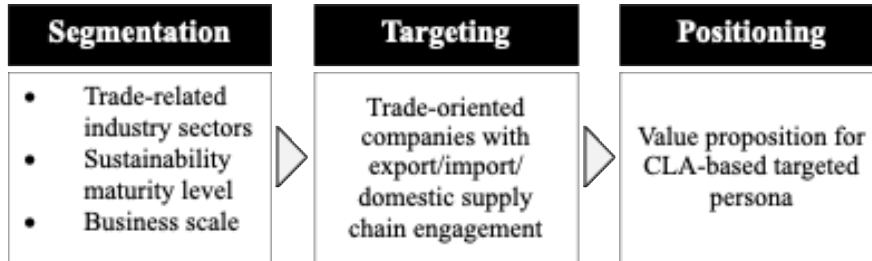 Segmentation
• Trade-related
industry sectors
• Sustainability
maturity level
• Business scale
Targeting
Trade-oriented
companies with
export/import/
domestic supply
chain engagement
Positioning
Value proposition for
CLA-based targeted
persona